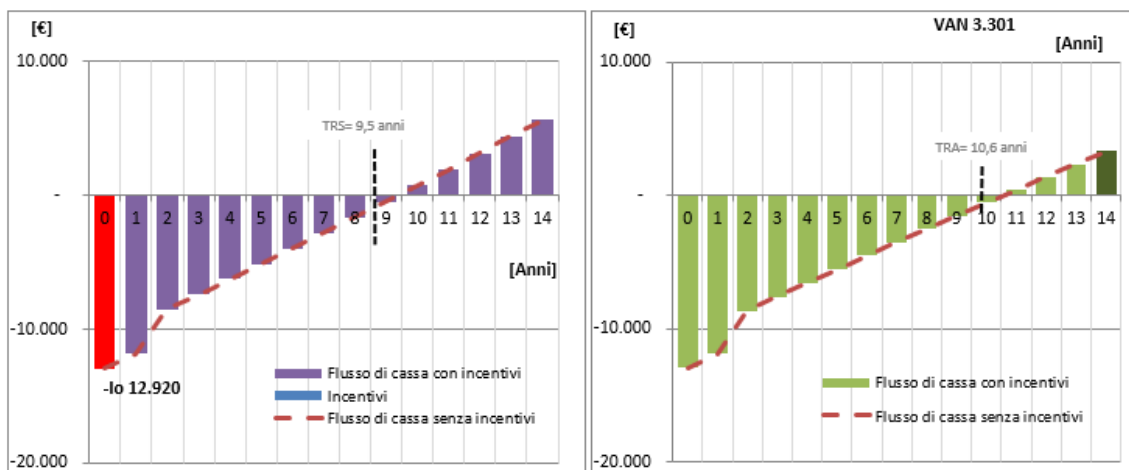 [€]
10.000
TRS= 9,5 anni
-
0 1 2 3 4 5 6 7 8 9 10 11 12 13 14
[Anni]
-10.000
-Io 12.920
Flusso di cassa con incentivi
Incentivi
Flusso di cassa senza incentivi
-20.000
[€]
VAN 3.301
[Anni]
10.000
TRA= 10,6 anni
-
0 1 2 3 4 5 6 7 8 9 10 11 12 13 14
-10.000
Flusso di cassa con incentivi
Flusso di cassa senza incentivi
-20.000